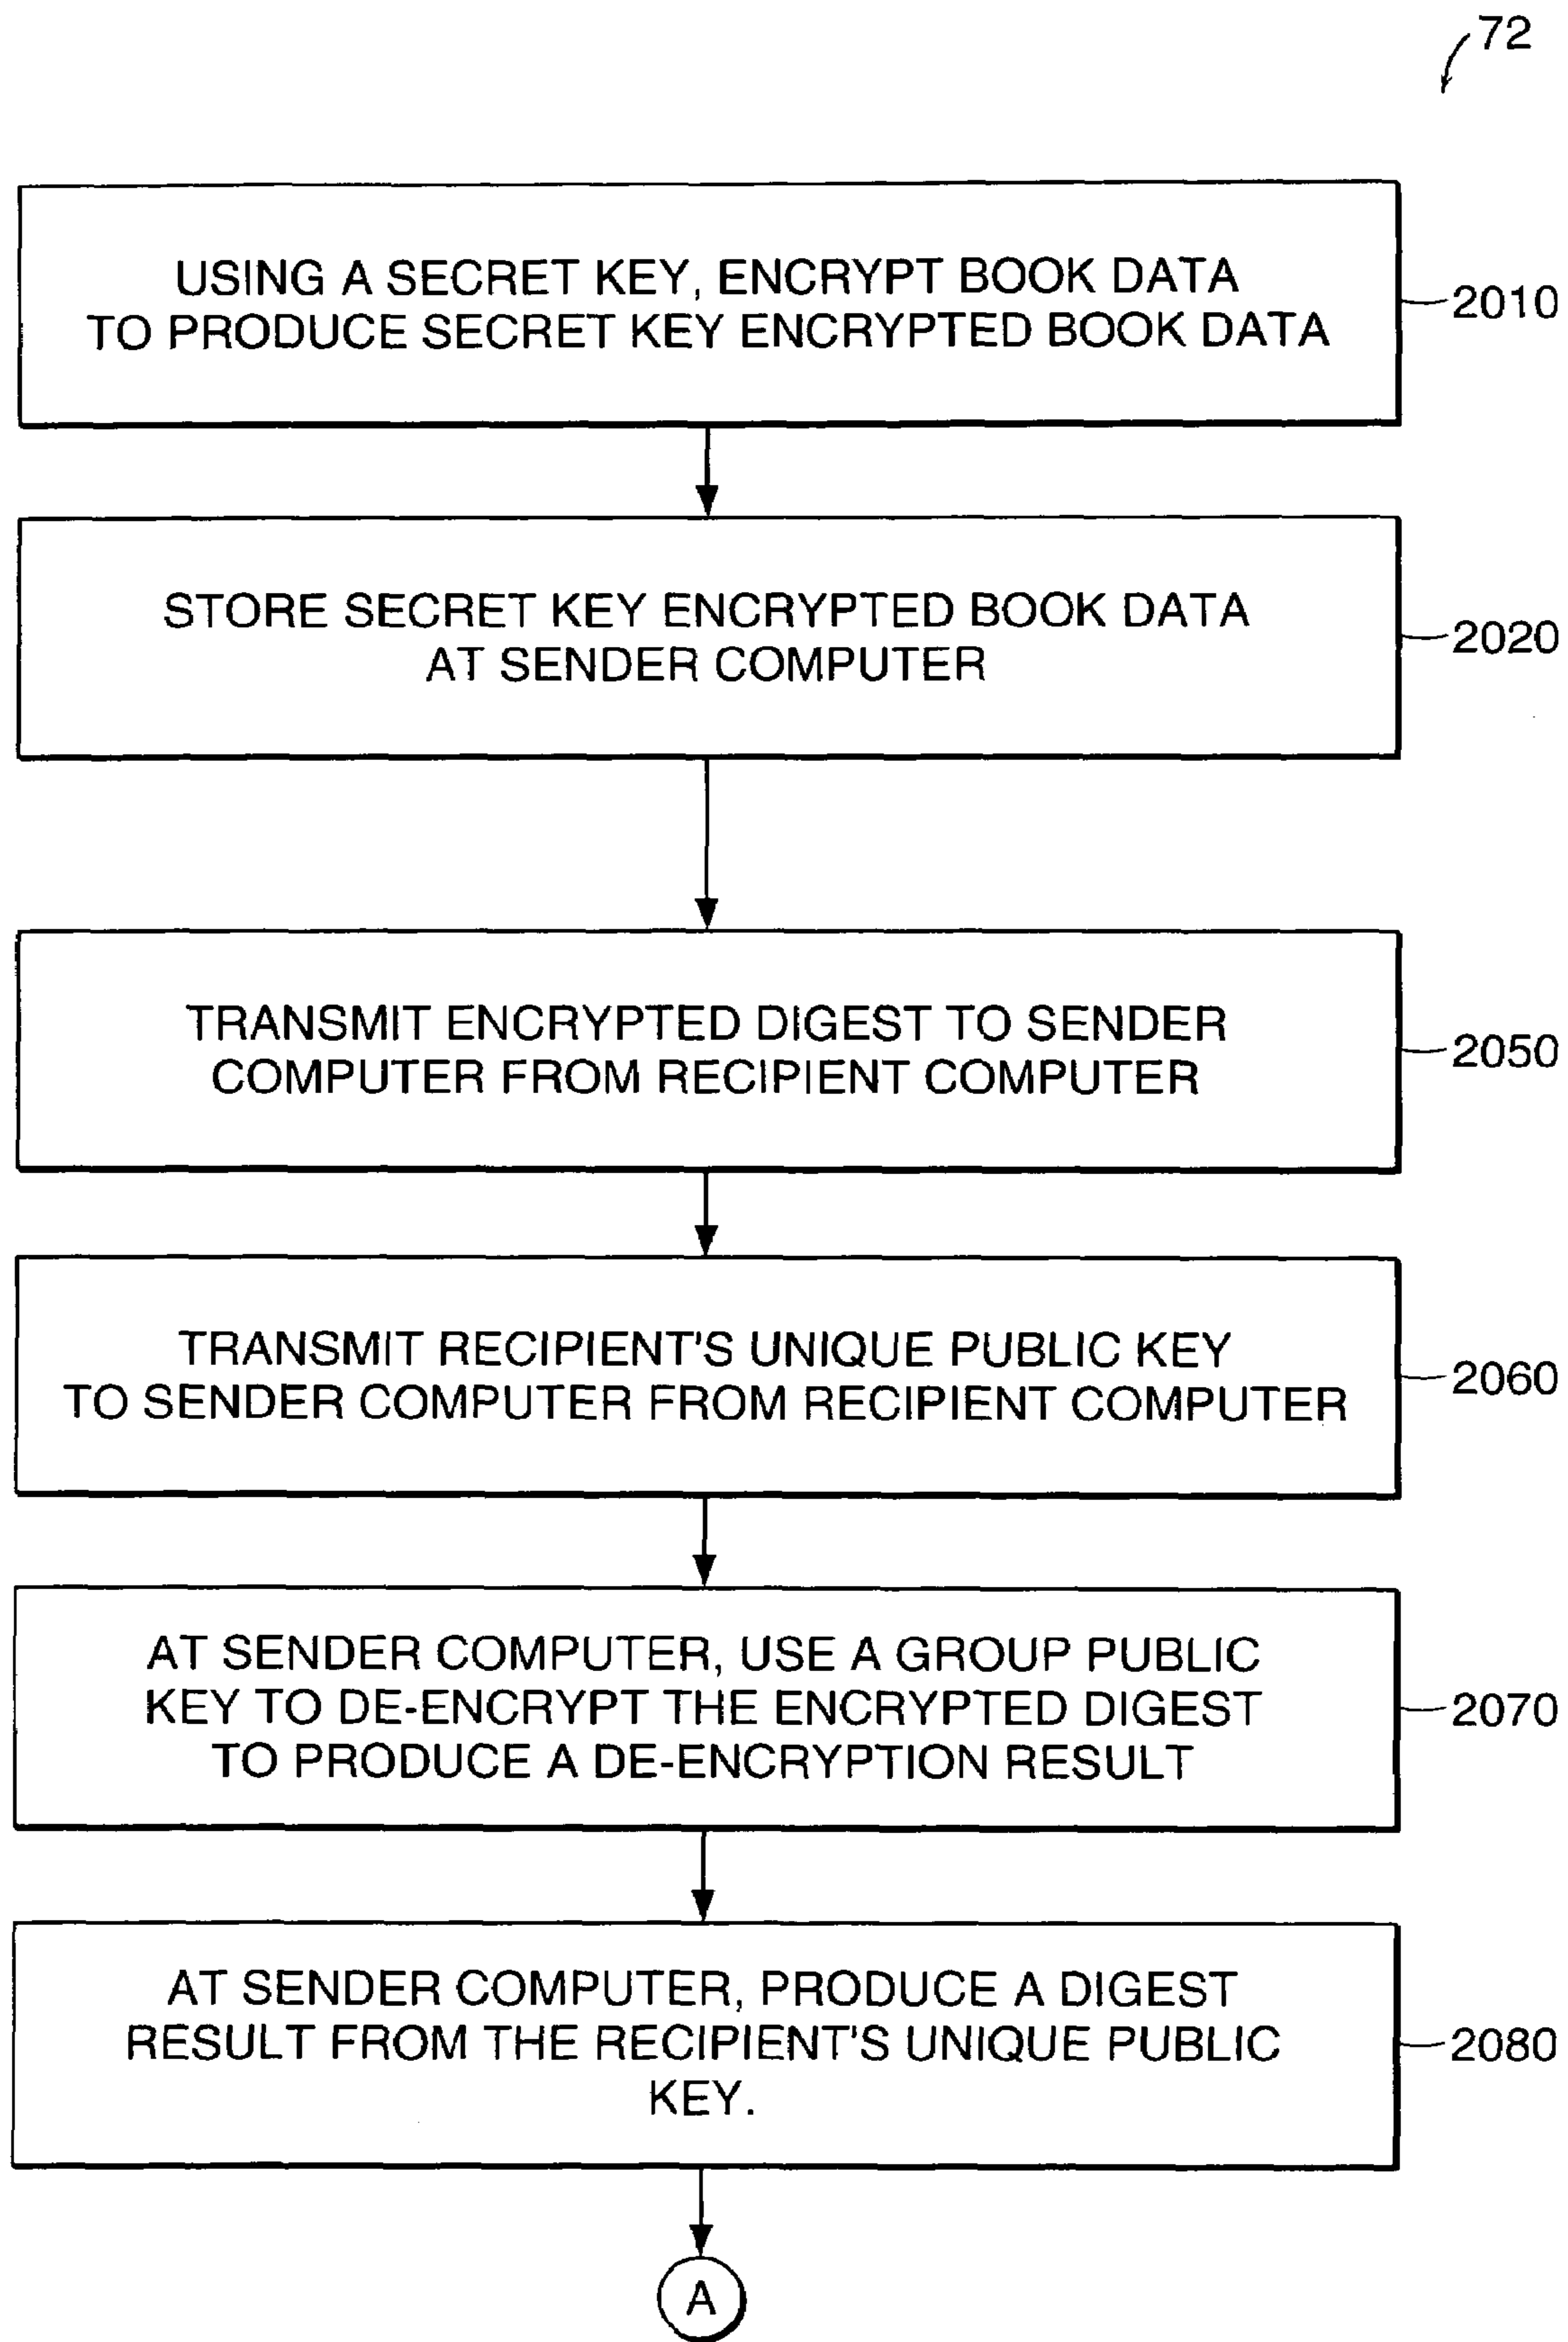 72
USING A SECRET KEY, ENCRYPT BOOK DATA
TO PRODUCE SECRET KEY ENCRYPTED BOOK DATA
2010
STORE SECRET KEY ENCRYPTED BOOK DATA
AT SENDER COMPUTER
2020
TRANSMIT ENCRYPTED DIGEST TO SENDER
COMPUTER FROM RECIPIENT COMPUTER
2050
TRANSMIT RECIPIENT'S UNIQUE PUBLIC KEY
TO SENDER COMPUTER FROM RECIPIENT COMPUTER
2060
AT SENDER COMPUTER, USE A GROUP PUBLIC
KEY TO DE-ENCRYPT THE ENCRYPTED DIGEST
TO PRODUCE A DE-ENCRYPTION RESULT
2070
AT SENDER COMPUTER, PRODUCE A DIGEST
RESULT FROM THE RECIPIENT'S UNIQUE PUBLIC
KEY.
2080
A